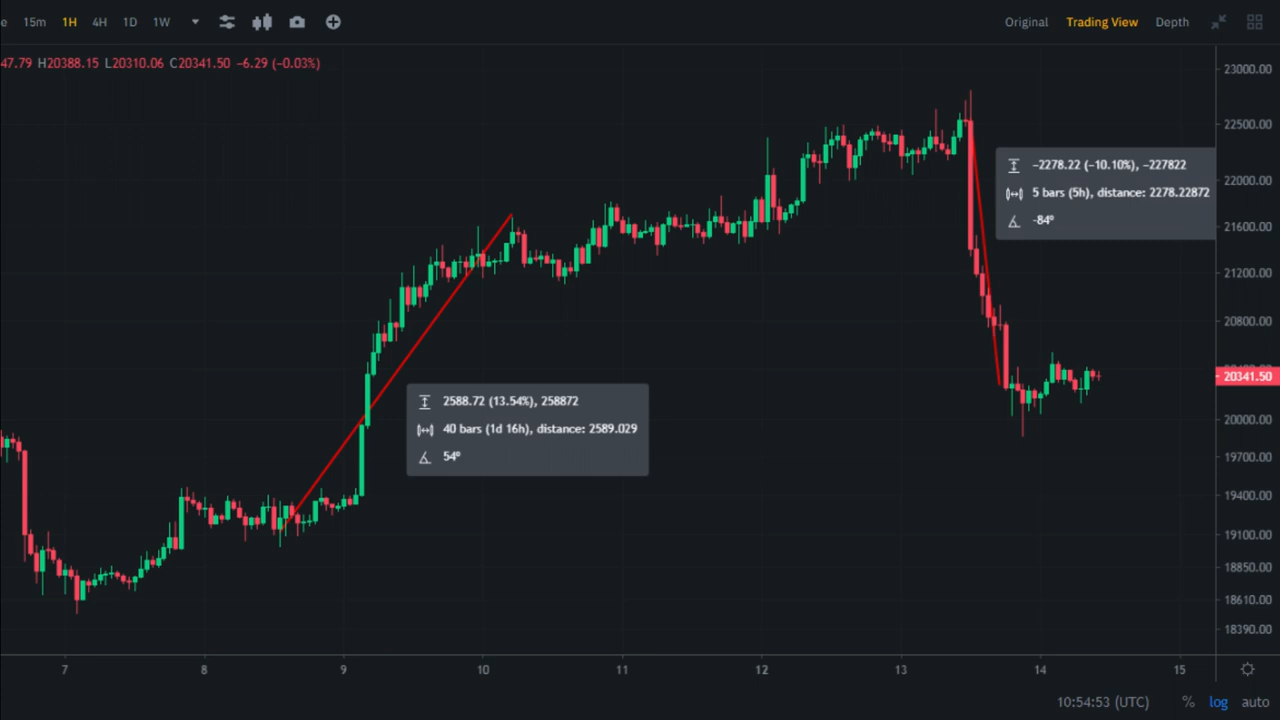 e 15m 1H 4H 1D 1W Original Trading View Depth
47.79 H20388.15 L20310.06 C20341.50 −6.29 (−0.03%)
23000.00
22500.00
22000.00
21600.00
21200.00
20800.00
20341.50
20000.00
19700.00
19400.00
19100.00
18850.00
18610.00
18390.00
−2278.22 (−10.10%), −227822
5 bars (5h), distance: 2278.22872
-84º
2588.72 (13.54%), 258872
40 bars (1d 16h), distance: 2589.029
54º
7 8 9 10 11 12 13 14 15
10:54:53 (UTC) % log auto